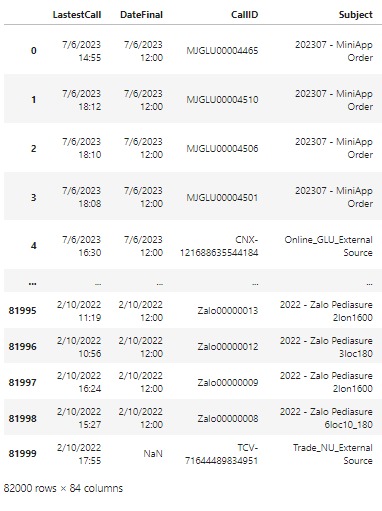 LastestCall DateFinal CallID Subject
0 7/6/2023 14:55 7/6/2023 12:00 MJGLU00004465 202307 - MiniApp Order
1 7/6/2023 18:12 7/6/2023 12:00 MJGLU00004510 202307 - MiniApp Order
2 7/6/2023 18:10 7/6/2023 12:00 MJGLU00004506 202307 - MiniApp Order
3 7/6/2023 18:08 7/6/2023 12:00 MJGLU00004501 202307 - MiniApp Order
4 7/6/2023 16:30 7/6/2023 12:00 CNX-121688635544184 Online_GLU_External Source
... ... ... ... ...
81995 2/10/2022 11:19 2/10/2022 12:00 Zalo00000013 2022 - Zalo Pediasure 2lon1600
81996 2/10/2022 10:56 2/10/2022 12:00 Zalo00000012 2022 - Zalo Pediasure 3loc180
81997 2/10/2022 16:24 2/10/2022 12:00 Zalo00000009 2022 - Zalo Pediasure 2lon1600
81998 2/10/2022 15:27 2/10/2022 12:00 Zalo00000008 2022 - Zalo Pediasure 6loc10_180
81999 2/10/2022 17:55 NaN TCV-71644489834951 Trade_NU_External Source
82000 rows × 84 columns